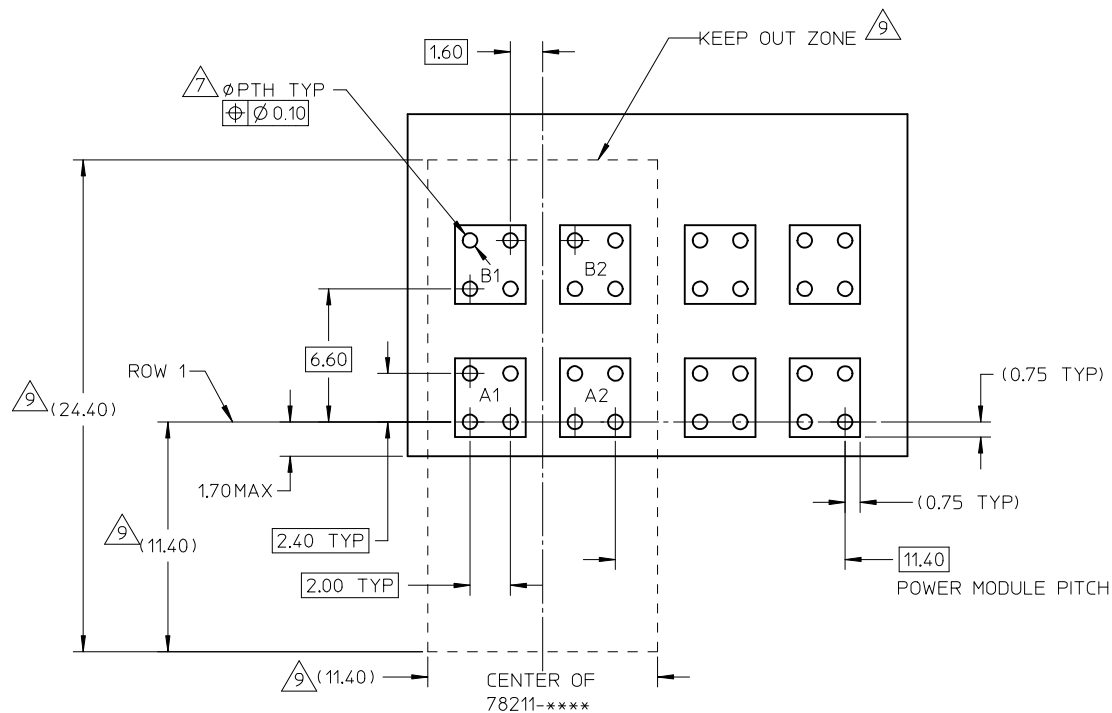 1.60
KEEP OUT ZONE 9
7 ⌀PTH TYP
⌖ ⌀ 0.10
B1
B2
6.60
ROW 1
A1
A2
(0.75 TYP)
9 (24.40)
1.70MAX
(0.75 TYP)
9 (11.40)
2.40 TYP
11.40
2.00 TYP
POWER MODULE PITCH
9 (11.40)
CENTER OF
78211-****